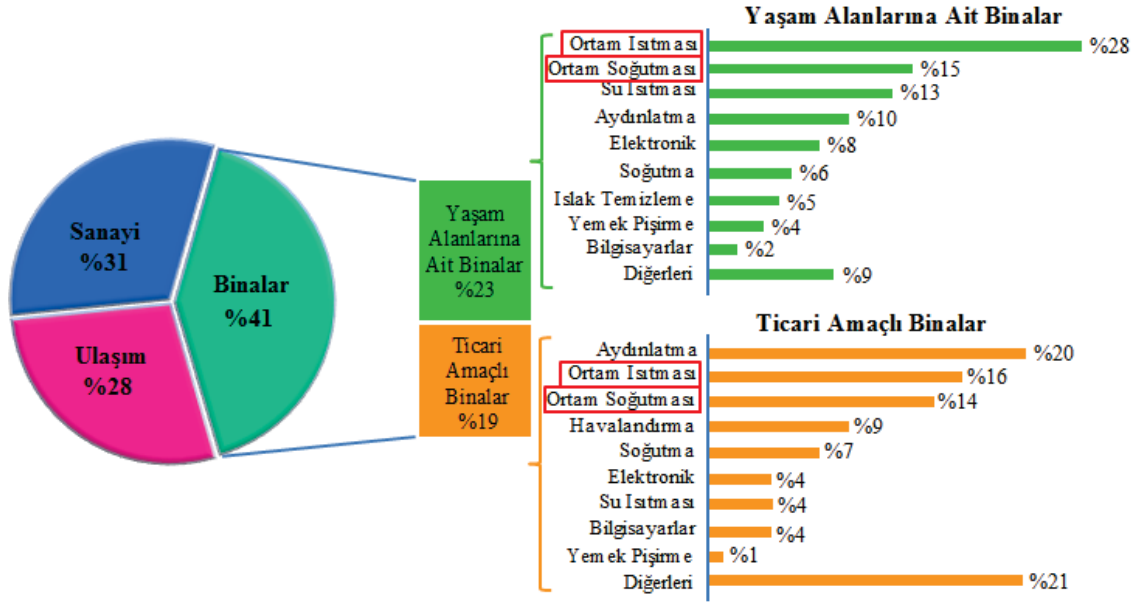 Yaşam Alanlarına Ait Binalar
Ortam Isıtması %28
Ortam Soğutması %15
Su Isıtması %13
Aydınlatma %10
Elektronik %8
Soğutma %6
Islak Temizleme %5
Yemek Pişirme %4
Bilgisayarlar %2
Diğerleri %9
Sanayi
%31
Binalar
%41
Ulaşım
%28
Yaşam
Alanlarına
Ait Binalar
%23
Ticari
Amaçlı
Binalar
%19
Ticari Amaçlı Binalar
Aydınlatma %20
Ortam Isıtması %16
Ortam Soğutması %14
Havalandırma %9
Soğutma %7
Elektronik %4
Su Isıtması %4
Bilgisayarlar %4
Yemek Pişirme %1
Diğerleri %21